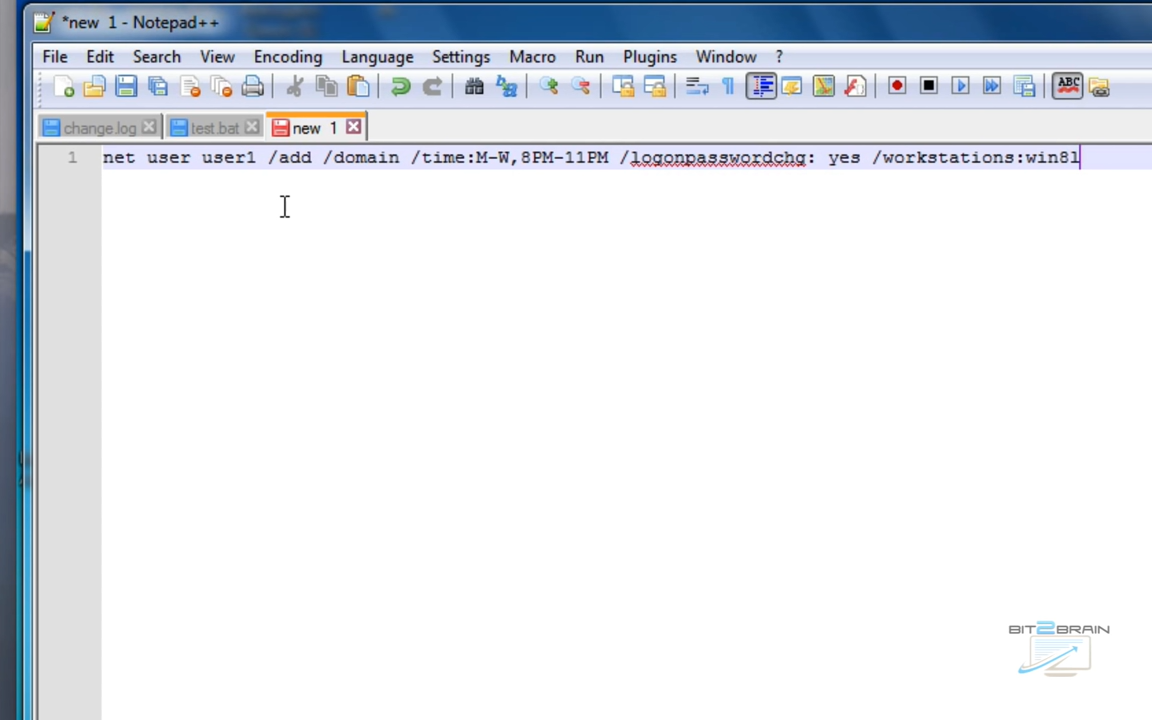 *new 1 - Notepad++
File Edit Search View Encoding Language Settings Macro Run Plugins Window ?
ABC
change.log test.bat new 1
1 net user user1 /add /domain /time:M-W,8PM-11PM /logonpasswordchg: yes /workstations:win81
BIT2BRAIN